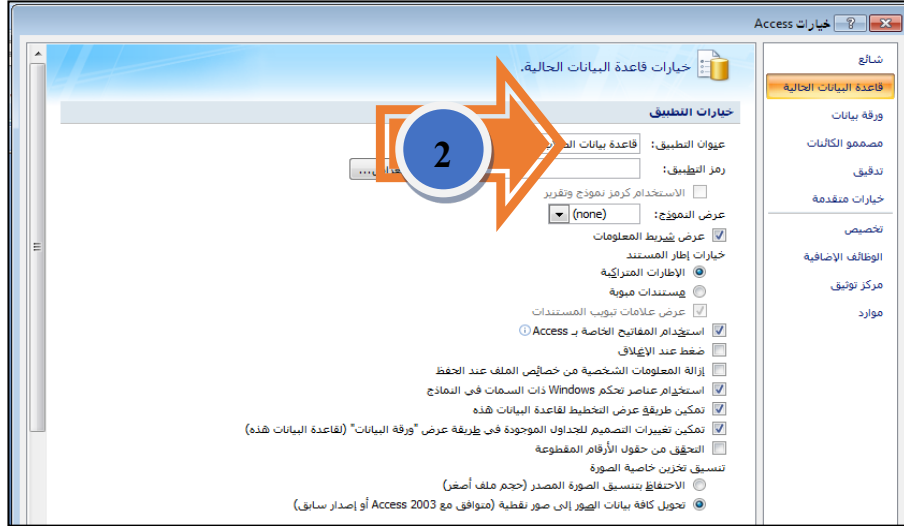 خيارات Access
شائع
قاعدة البيانات الحالية
ورقة بيانات
مصممو الكائنات
تدقيق
خيارات متقدمة
تخصيص
الوظائف الإضافية
مركز توثيق
موارد
خيارات قاعدة البيانات الحالية.
خيارات التطبيق
عنوان التطبيق: قاعدة بيانات
رمز التطبيق: ...
الاستخدام كرمز نموذج وتقرير
عرض النموذج: (none)
عرض شريط المعلومات
خيارات إطار المستند
الإطارات المتراكبة
مستندات مبوبة
عرض علامات تبويب المستندات
استخدام المفاتيح الخاصة بـ Access
ضغط عند الإغلاق
إزالة المعلومات الشخصية من خصائص الملف عند الحفظ
استخدام عناصر تحكم Windows ذات السمات في النماذج
تمكين طريقة عرض التخطيط لقاعدة البيانات هذه
تمكين تغييرات التصميم للجداول الموجودة في طريقة عرض "ورقة البيانات" (لقاعدة البيانات هذه)
التحقق من حقول الأرقام المقطوعة
تنسيق تخزين خاصية الصورة
الاحتفاظ بتنسيق الصورة المصدر (حجم ملف أصغر)
تحويل كافة بيانات الصور إلى صور نقطية (متوافق مع Access 2003 أو إصدار سابق)
2